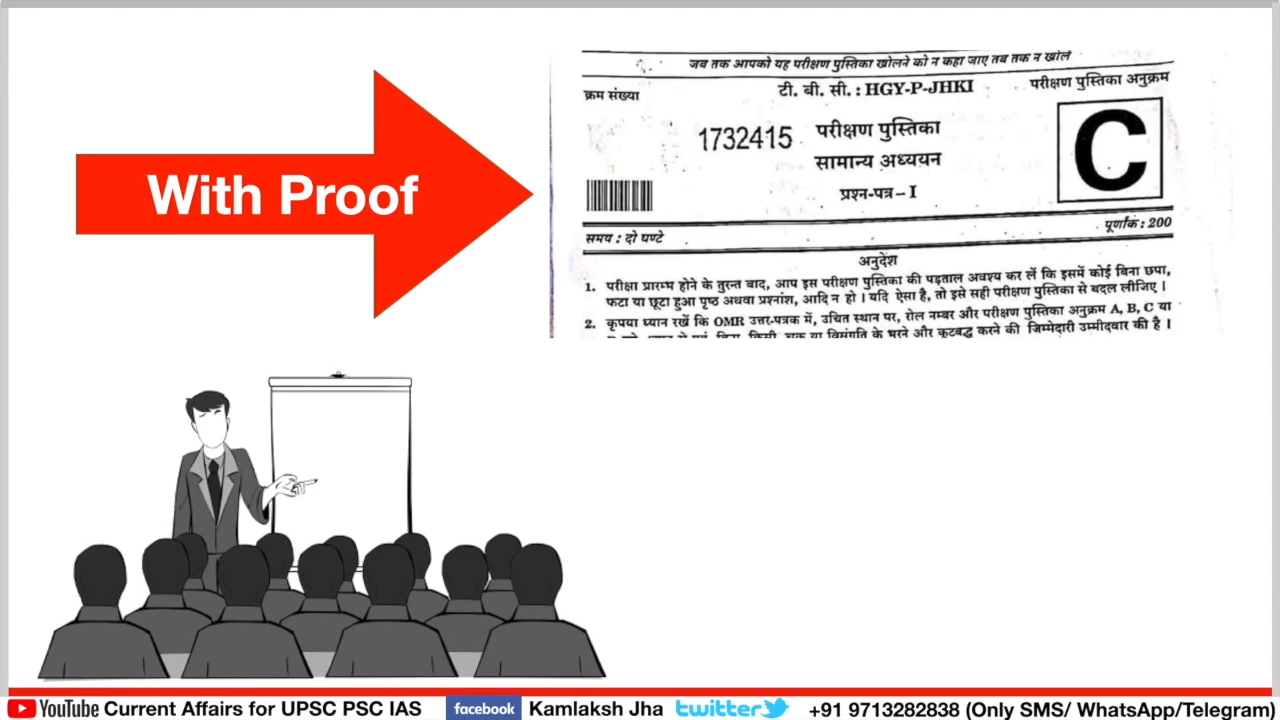 With Proof
जब तक आपको यह परीक्षण पुस्तिका खोलने को न कहा जाए तब तक न खोलें
क्रम संख्या
टी. बी. सी. : HGY-P-JHKI
परीक्षण पुस्तिका अनुक्रम
1732415
परीक्षण पुस्तिका
सामान्य अध्ययन
प्रश्न-पत्र – I
C
समय : दो घण्टे
पूर्णांक : 200
अनुदेश
1. परीक्षा प्रारम्भ होने के तुरन्त बाद, आप इस परीक्षण पुस्तिका की पड़ताल अवश्य कर लें कि इसमें कोई बिना छपा,
फटा या छूटा हुआ पृष्ठ अथवा प्रश्नांश, आदि न हो । यदि ऐसा है, तो इसे सही परीक्षण पुस्तिका से बदल लीजिए ।
2. कृपया ध्यान रखें कि OMR उत्तर-पत्रक में, उचित स्थान पर, रोल नम्बर और परीक्षण पुस्तिका अनुक्रम A, B, C या
चूक या विसंगति के भरने और कूटबद्ध करने की जिम्मेदारी उम्मीदवार की है ।
YouTube Current Affairs for UPSC PSC IAS facebook Kamlaksh Jha twitter +91 9713282838 (Only SMS/ WhatsApp/Telegram)